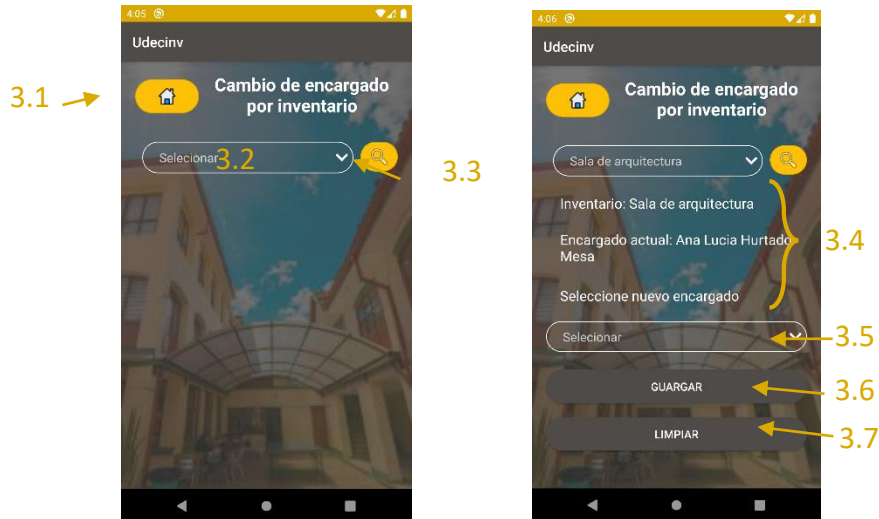 4:05
Udecinv
3.1
Cambio de encargado
por inventario
Selecionar
3.2
3.3
4:06
Udecinv
Cambio de encargado
por inventario
Sala de arquitectura
Inventario: Sala de arquitectura
Encargado actual: Ana Lucia Hurtado
Mesa
3.4
Seleccione nuevo encargado
Selecionar
3.5
GUARGAR
3.6
LIMPIAR
3.7